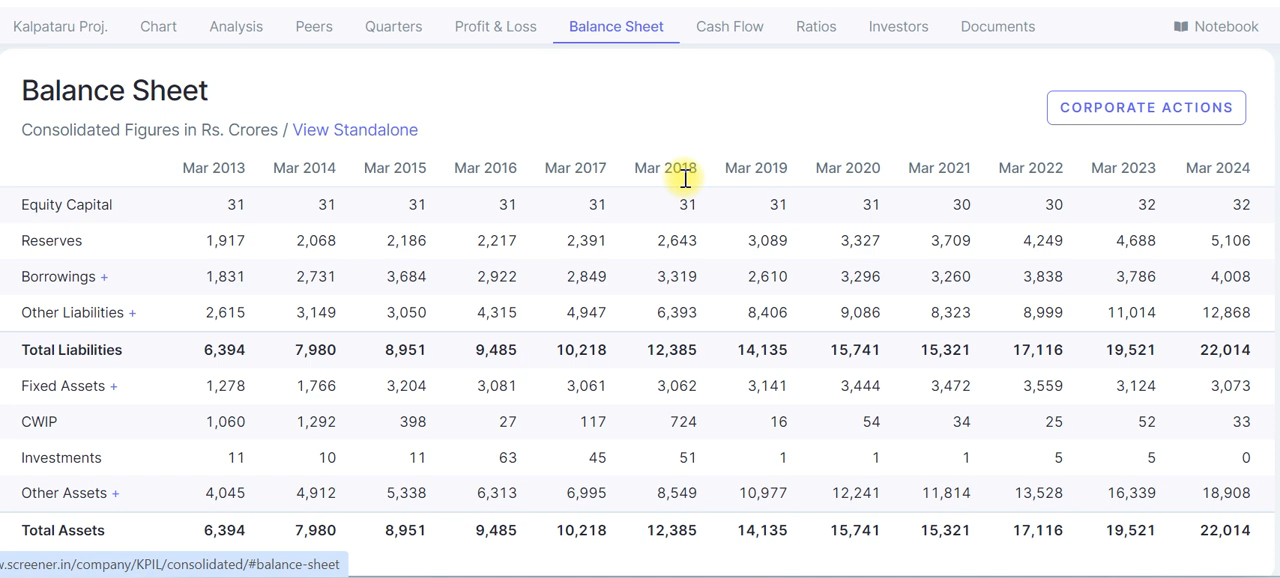 Kalpataru Proj. Chart Analysis Peers Quarters Profit & Loss Balance Sheet Cash Flow Ratios Investors Documents Notebook
Balance Sheet
CORPORATE ACTIONS
Consolidated Figures in Rs. Crores / View Standalone
Mar 2013 Mar 2014 Mar 2015 Mar 2016 Mar 2017 Mar 2018 Mar 2019 Mar 2020 Mar 2021 Mar 2022 Mar 2023 Mar 2024
Equity Capital 31 31 31 31 31 31 31 31 30 30 32 32
Reserves 1,917 2,068 2,186 2,217 2,391 2,643 3,089 3,327 3,709 4,249 4,688 5,106
Borrowings + 1,831 2,731 3,684 2,922 2,849 3,319 2,610 3,296 3,260 3,838 3,786 4,008
Other Liabilities + 2,615 3,149 3,050 4,315 4,947 6,393 8,406 9,086 8,323 8,999 11,014 12,868
Total Liabilities 6,394 7,980 8,951 9,485 10,218 12,385 14,135 15,741 15,321 17,116 19,521 22,014
Fixed Assets + 1,278 1,766 3,204 3,081 3,061 3,062 3,141 3,444 3,472 3,559 3,124 3,073
CWIP 1,060 1,292 398 27 117 724 16 54 34 25 52 33
Investments 11 10 11 63 45 51 1 1 1 5 5 0
Other Assets + 4,045 4,912 5,338 6,313 6,995 8,549 10,977 12,241 11,814 13,528 16,339 18,908
Total Assets 6,394 7,980 8,951 9,485 10,218 12,385 14,135 15,741 15,321 17,116 19,521 22,014
w.screener.in/company/KPIL/consolidated/#balance-sheet